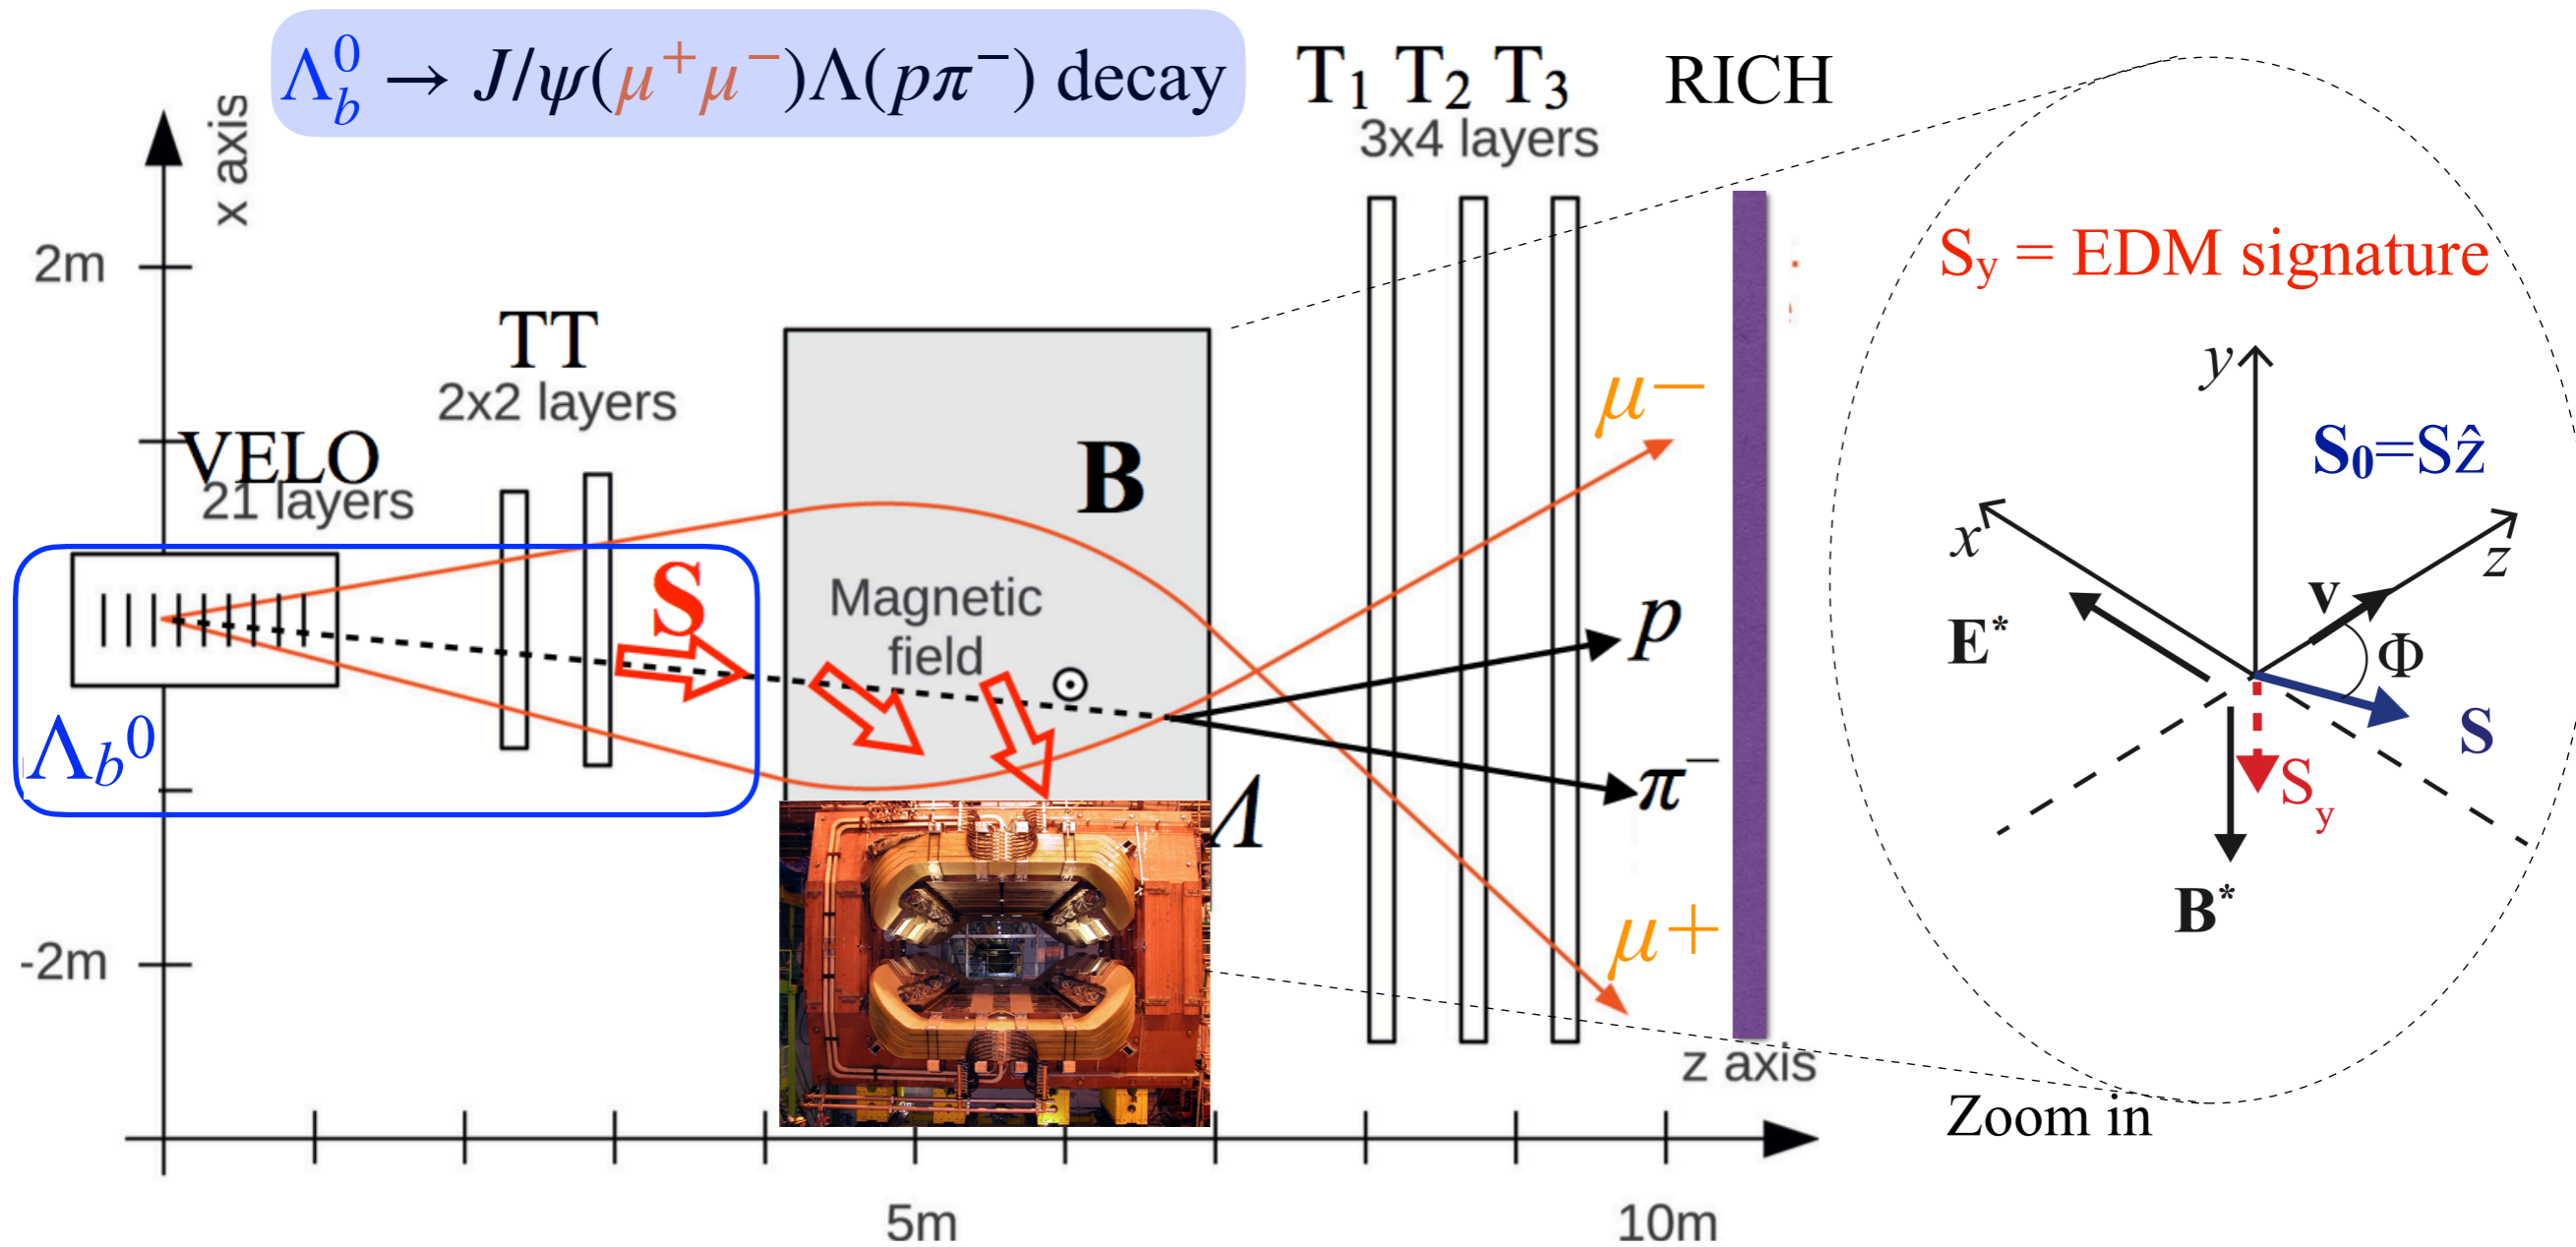 Λb0 → J/ψ(μ+μ−)Λ(pπ−) decay
T1 T2 T3
3x4 layers
RICH
x axis
2m
Sy = EDM signature
TT
2x2 layers
VELO
21 layers
B
μ−
y
S0=Sẑ
x
z
S
Magnetic
field
p
v
E*
Φ
Λb0
π−
S
Sy
Λ
B*
μ+
-2m
z axis
Zoom in
5m
10m